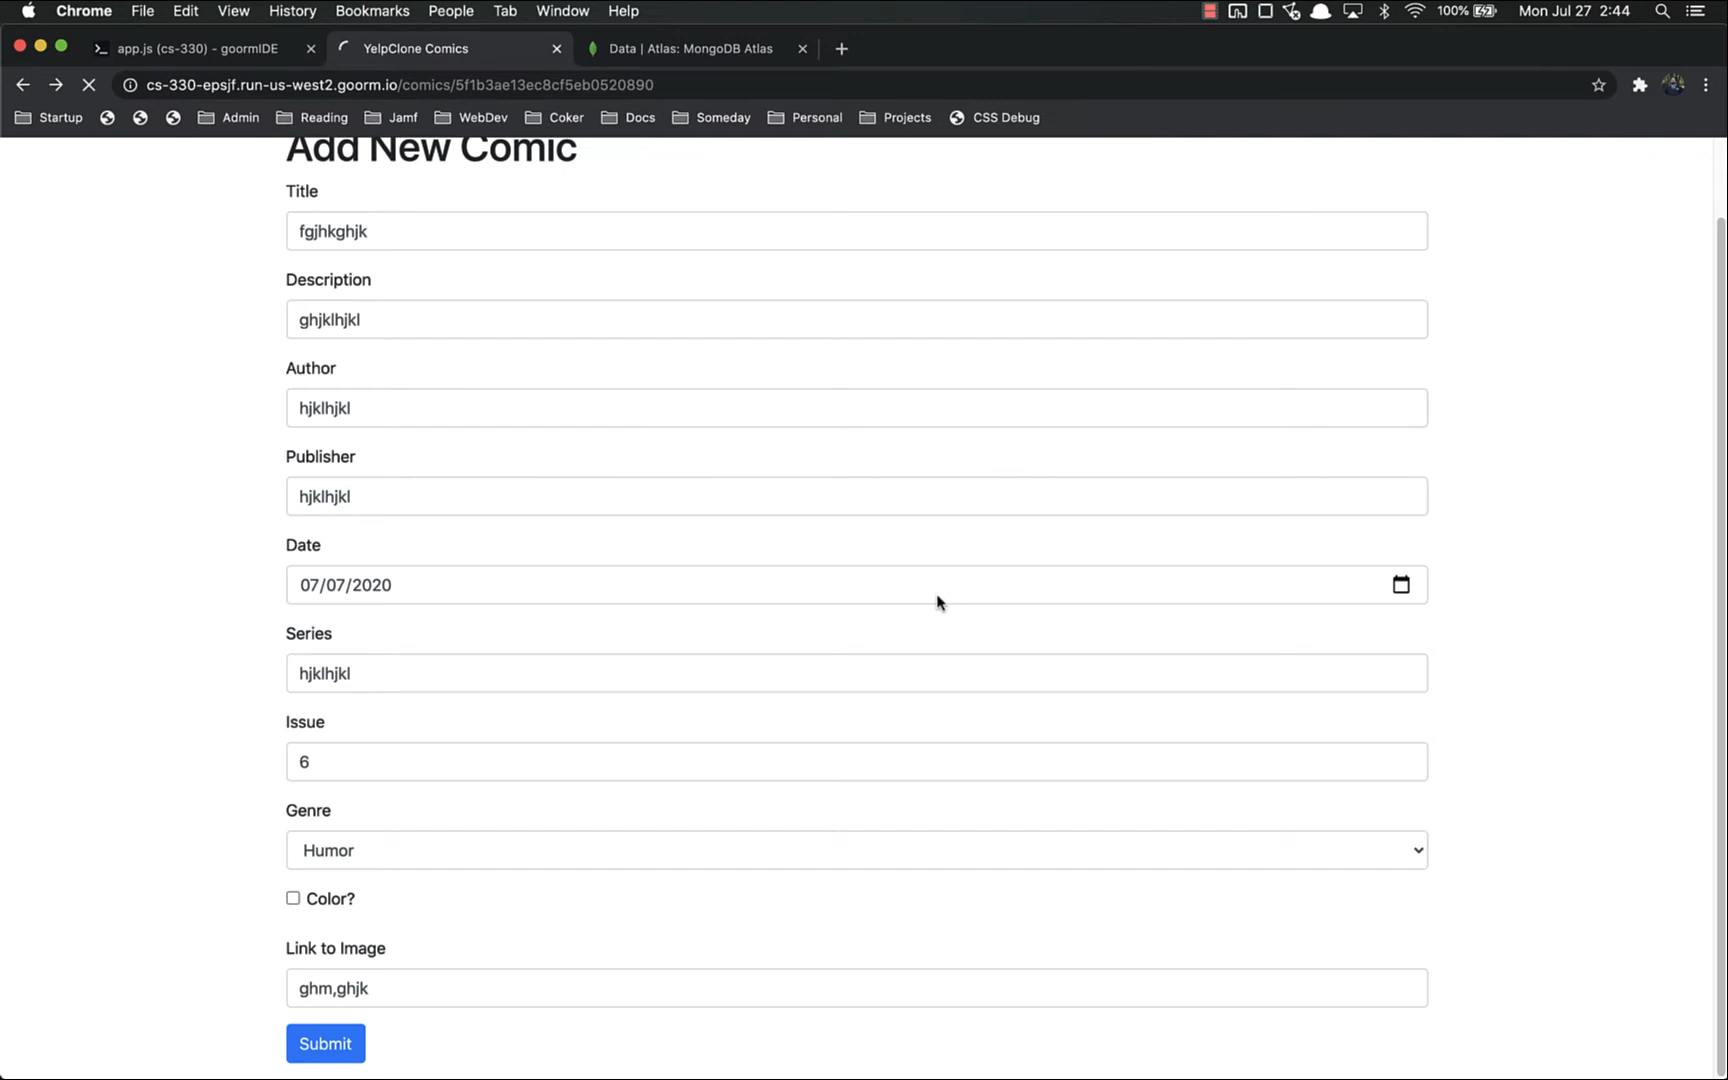 Chrome File Edit View History Bookmarks People Tab Window Help 100% Mon Jul 27 2:44
app.js (cs-330) - goormIDE YelpClone Comics Data | Atlas: MongoDB Atlas
cs-330-epsjf.run-us-west2.goorm.io/comics/5f1b3ae13ec8cf5eb0520890
Startup Admin Reading Jamf WebDev Coker Docs Someday Personal Projects CSS Debug
Add New Comic
Title
fgjhkghjk
Description
ghjklhjkl
Author
hjklhjkl
Publisher
hjklhjkl
Date
07/07/2020
Series
hjklhjkl
Issue
6
Genre
Humor
Color?
Link to Image
ghm,ghjk
Submit